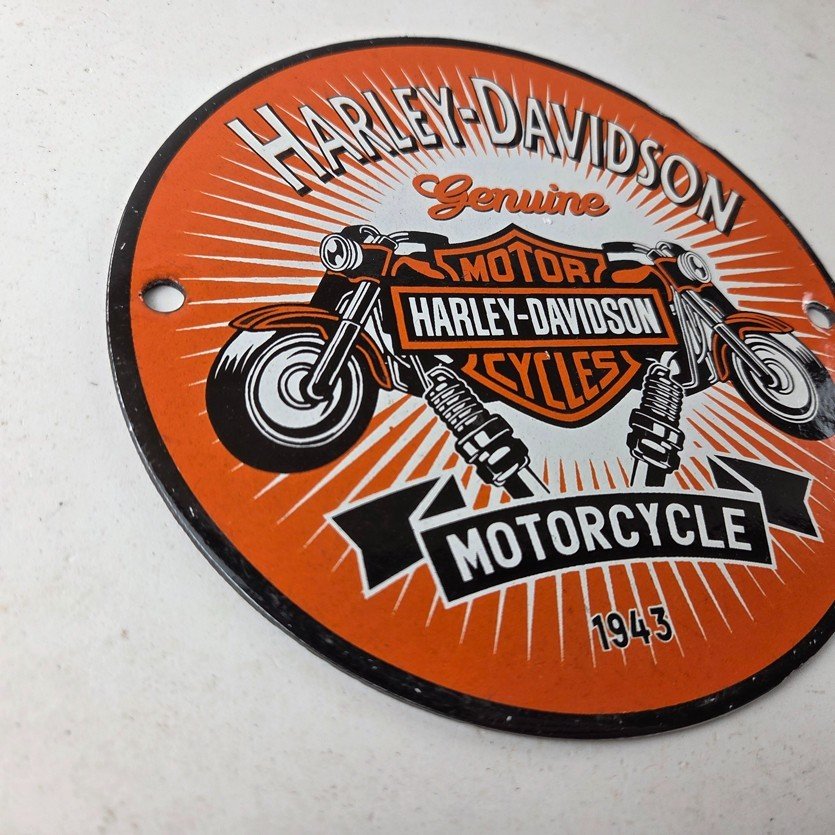 HARLEY-DAVIDSON
Genuine
MOTOR
HARLEY-DAVIDSON
CYCLES
MOTORCYCLE
1943